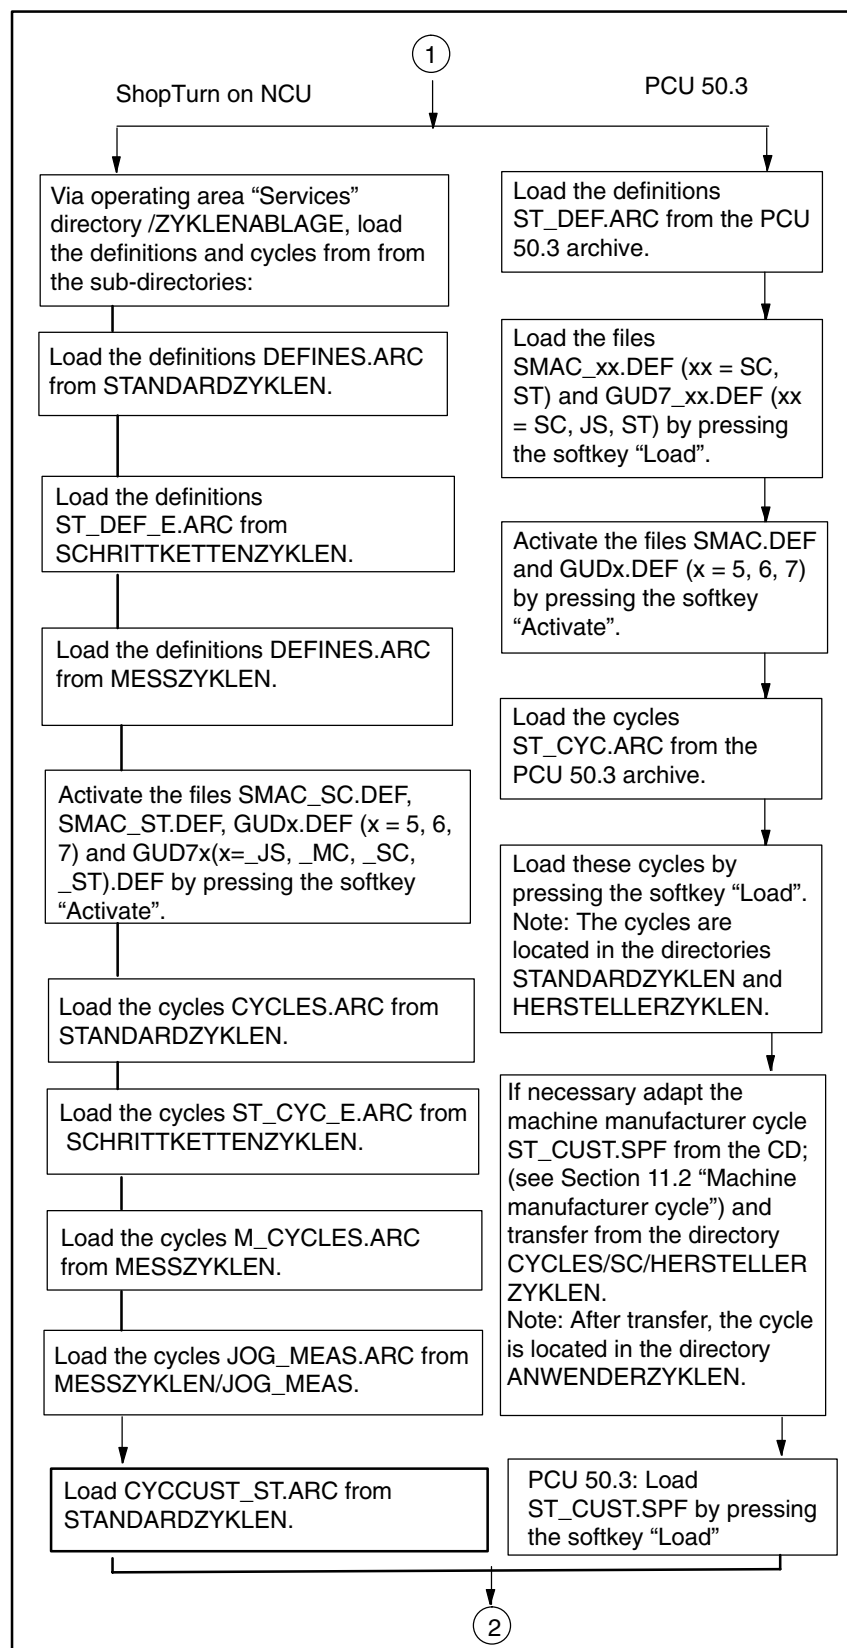 1
ShopTurn on NCU
PCU 50.3
Via operating area “Services”
directory /ZYKLENABLAGE, load
the definitions and cycles from from
the sub-directories:
Load the definitions DEFINES.ARC
from STANDARDZYKLEN.
Load the definitions
ST_DEF_E.ARC from
SCHRITTKETTENZYKLEN.
Load the definitions DEFINES.ARC
from MESSZYKLEN.
Activate the files SMAC_SC.DEF,
SMAC_ST.DEF, GUDx.DEF (x = 5, 6,
7) and GUD7x(x=_JS, _MC, _SC,
_ST).DEF by pressing the softkey
“Activate”.
Load the cycles CYCLES.ARC from
STANDARDZYKLEN.
Load the cycles ST_CYC_E.ARC from
SCHRITTKETTENZYKLEN.
Load the cycles M_CYCLES.ARC
from MESSZYKLEN.
Load the cycles JOG_MEAS.ARC from
MESSZYKLEN/JOG_MEAS.
Load CYCCUST_ST.ARC from
STANDARDZYKLEN.
Load the definitions
ST_DEF.ARC from the PCU
50.3 archive.
Load the files
SMAC_xx.DEF (xx = SC,
ST) and GUD7_xx.DEF (xx
= SC, JS, ST) by pressing
the softkey “Load”.
Activate the files SMAC.DEF
and GUDx.DEF (x = 5, 6, 7)
by pressing the softkey
“Activate”.
Load the cycles
ST_CYC.ARC from the
PCU 50.3 archive.
Load these cycles by
pressing the softkey “Load”.
Note: The cycles are
located in the directories
STANDARDZYKLEN and
HERSTELLERZYKLEN.
If necessary adapt the
machine manufacturer cycle
ST_CUST.SPF from the CD;
(see Section 11.2 “Machine
manufacturer cycle”) and
transfer from the directory
CYCLES/SC/HERSTELLER
ZYKLEN.
Note: After transfer, the cycle
is located in the directory
ANWENDERZYKLEN.
PCU 50.3: Load
ST_CUST.SPF by pressing
the softkey “Load”
2